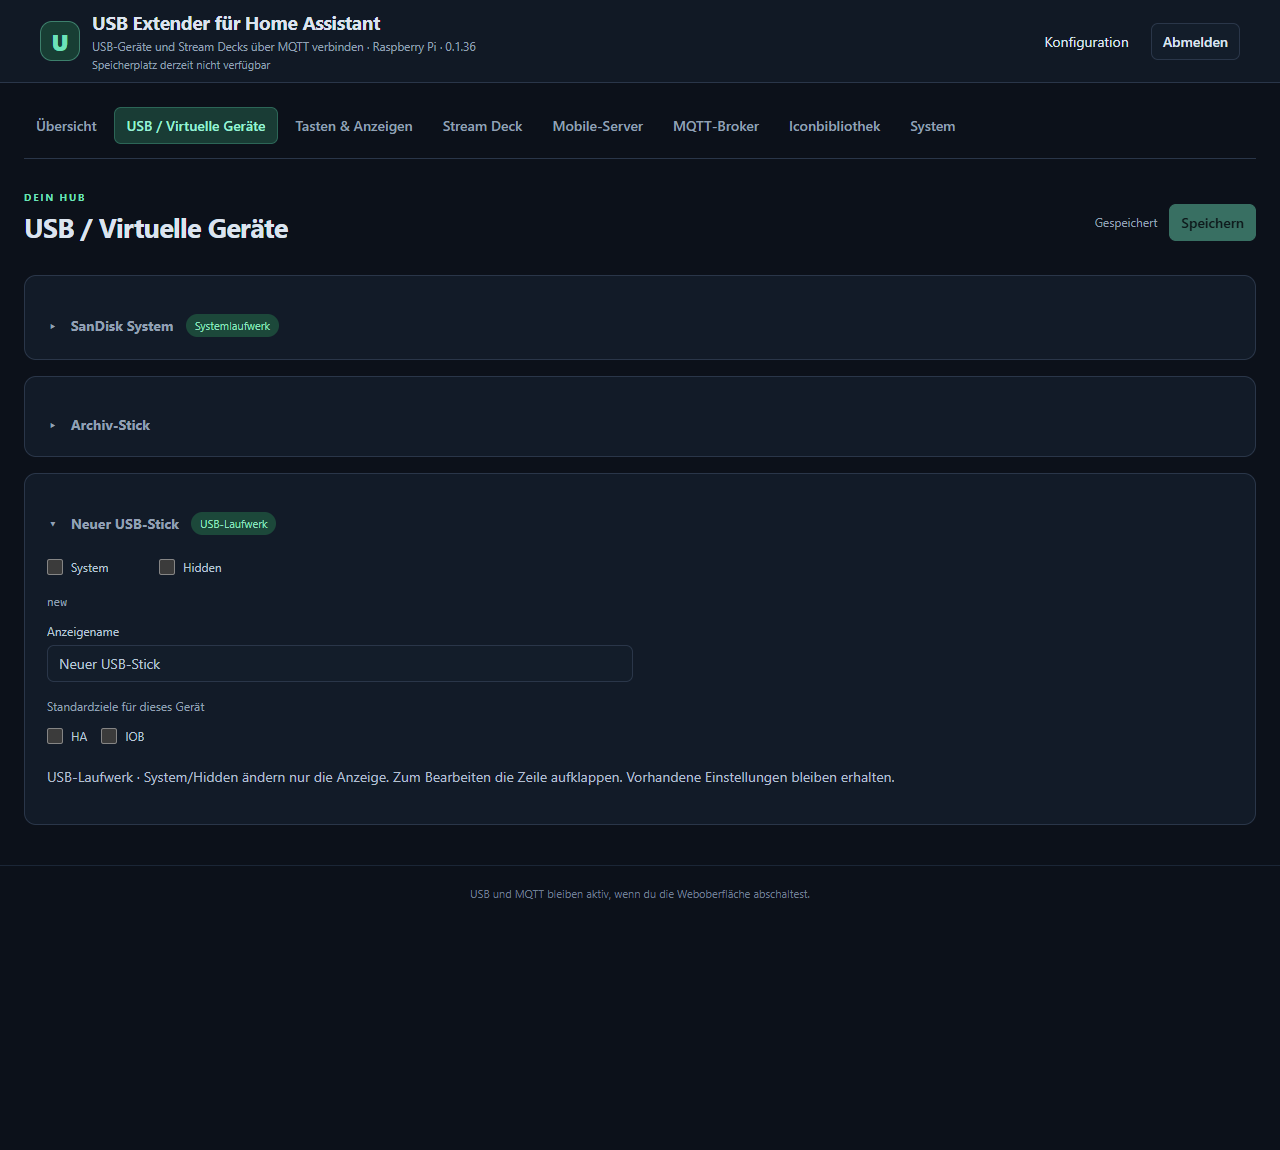 U
USB Extender für Home Assistant
USB-Geräte und Stream Decks über MQTT verbinden · Raspberry Pi · 0.1.36
Speicherplatz derzeit nicht verfügbar
Konfiguration
Abmelden
Übersicht
USB / Virtuelle Geräte
Tasten & Anzeigen
Stream Deck
Mobile-Server
MQTT-Broker
Iconbibliothek
System
DEIN HUB
USB / Virtuelle Geräte
Gespeichert
Speichern
SanDisk System
Systemlaufwerk
Archiv-Stick
Neuer USB-Stick
USB-Laufwerk
System
Hidden
new
Anzeigename
Neuer USB-Stick
Standardziele für dieses Gerät
HA
IOB
USB-Laufwerk · System/Hidden ändern nur die Anzeige. Zum Bearbeiten die Zeile aufklappen. Vorhandene Einstellungen bleiben erhalten.
USB und MQTT bleiben aktiv, wenn du die Weboberfläche abschaltest.